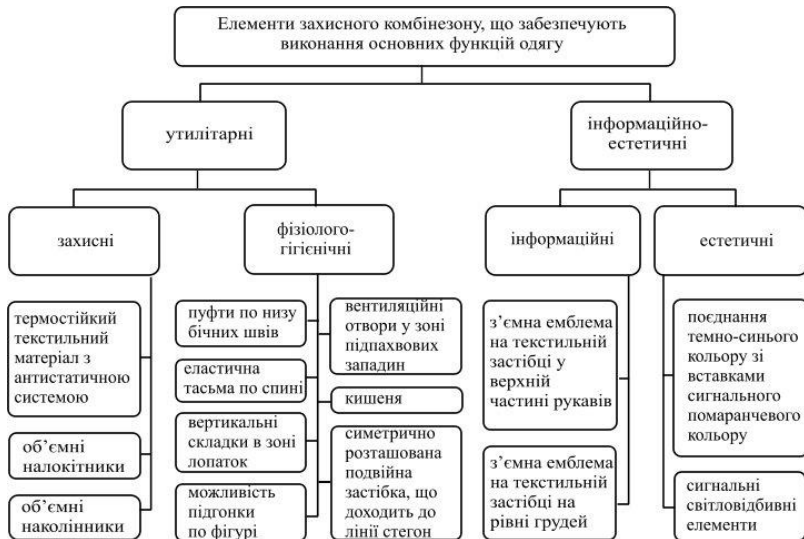 Елементи захисного комбінезону, що забезпечують
виконання основних функцій одягу
утилітарні
інформаційно-
естетичні
захисні
фізіолого-
гігієнічні
інформаційні
естетичні
термостійкий
текстильний
матеріал з
антистатичною
системою
об’ємні
налокітники
об’ємні
наколінники
пуфти по низу
бічних швів
еластична
тасьма по спині
вертикальні
складки в зоні
лопаток
можливість
підгонки
по фігурі
вентиляційні
отвори у зоні
підпахвових
западин
кишеня
симетрично
розташована
подвійна
застібка, що
доходить до
лінії стегон
з’ємна емблема
на текстильній
застібці у
верхній
частині рукавів
з’ємна емблема
на текстильній
застібці на
рівні грудей
поєднання
темно-синього
кольору зі
вставками
сигнального
помаранчевого
кольору
сигнальні
світловідбивні
елементи